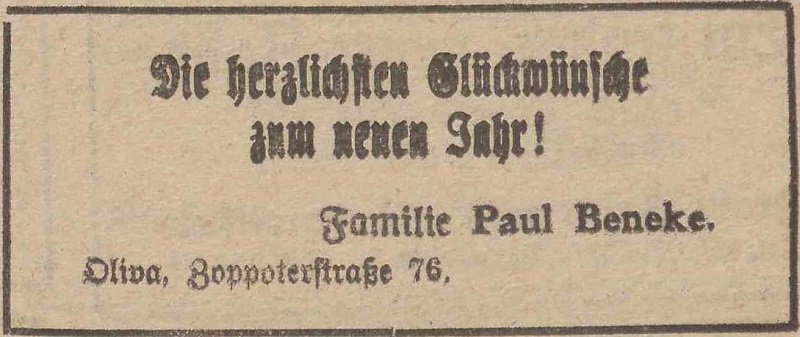 Die herzlichsten Glückwünsche
zum neuen Jahr!
Familie Paul Beneke.
Oliva, Zoppoterstraße 76.